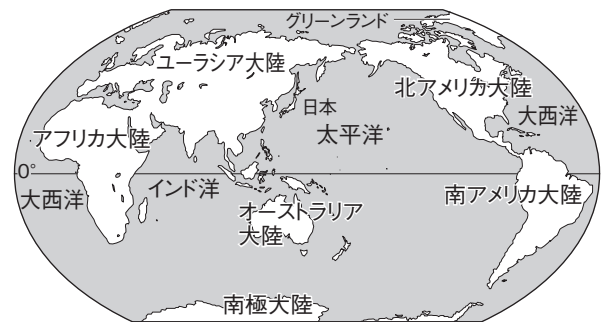 グリーンランド
ユーラシア大陸
北アメリカ大陸
日本
大西洋
太平洋
アフリカ大陸
0°
大西洋
インド洋
南アメリカ大陸
オーストラリア
大陸
南極大陸